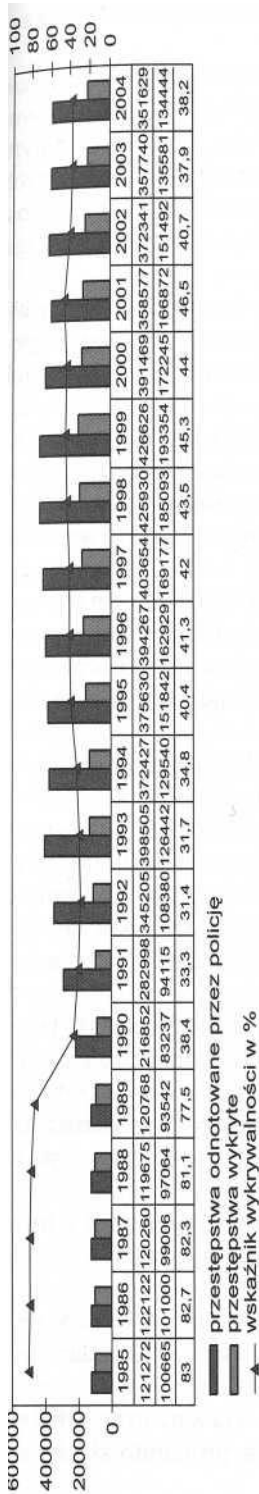 600000
400000
200000
0
100
80
60
40
20
0
1985 1986 1987 1988 1989 1990 1991 1992 1993 1994 1995 1996 1997 1998 1999 2000 2001 2002 2003 2004
121272 122122 120260 119675 120768 216852 282998 345205 398505 372427 375630 394267 403654 425930 426626 391469 358577 372341 357740 351629
100665 101000 99006 97064 93542 83237 94115 108380 126442 129540 151842 162929 169177 185093 193354 172245 166872 151492 135581 134444
83 82,7 82,3 81,1 77,5 38,4 33,3 31,4 31,7 34,8 40,4 41,3 42 43,5 45,3 44 46,5 40,7 37,9 38,2
przestępstwa odnotowane przez policję
przestępstwa wykryte
wskaźnik wykrywalności w %